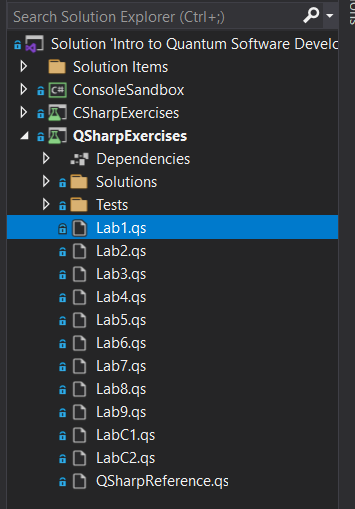 Search Solution Explorer (Ctrl+;)
Solution 'Intro to Quantum Software Develo
Solution Items
C# ConsoleSandbox
CSharpExercises
QSharpExercises
Dependencies
Solutions
Tests
Lab1.qs
Lab2.qs
Lab3.qs
Lab4.qs
Lab5.qs
Lab6.qs
Lab7.qs
Lab8.qs
Lab9.qs
LabC1.qs
LabC2.qs
QSharpReference.qs